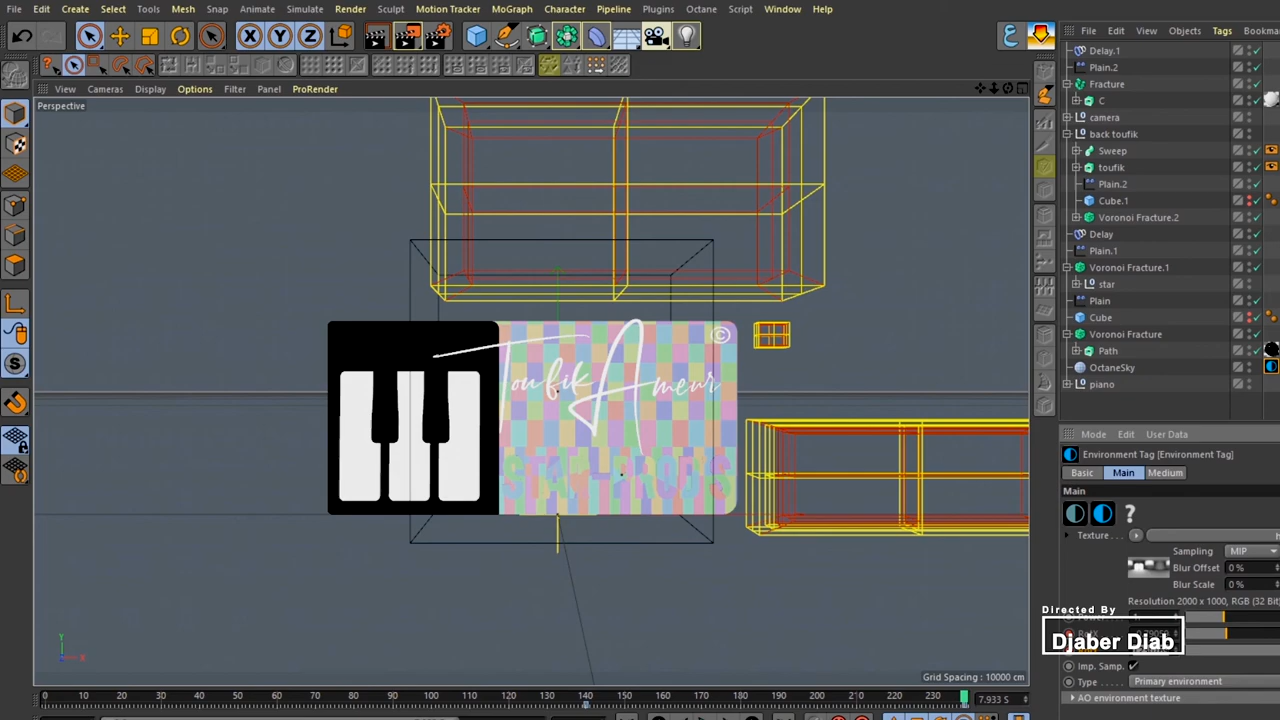 File Edit Create Select Tools Mesh Snap Animate Simulate Render Sculpt Motion Tracker MoGraph Character Pipeline Plugins Octane Script Window Help
View Cameras Display Options Filter Panel ProRender
Perspective
Toufik Ameur ©
Grid Spacing : 10000 cm
0 10 20 30 40 50 60 70 80 90 100 110 120 130 140 150 160 170 180 190 200 210 220 230
7.933 S
File Edit View Objects Tags Bookmar
Delay.1
Plain.2
Fracture
C
camera
back toufik
Sweep
toufik
Plain.2
Cube.1
Voronoi Fracture.2
Delay
Plain.1
Voronoi Fracture.1
star
Plain
Cube
Voronoi Fracture
Path
OctaneSky
piano
Mode Edit User Data
Environment Tag [Environment Tag]
Basic Main Medium
Main
Texture
Sampling MIP
Blur Offset 0 %
Blur Scale 0 %
Resolution 2000 x 1000, RGB (32 Bit)
Directed By
Djaber Diab
Imp. Samp.
Type Primary environment
AO environment texture